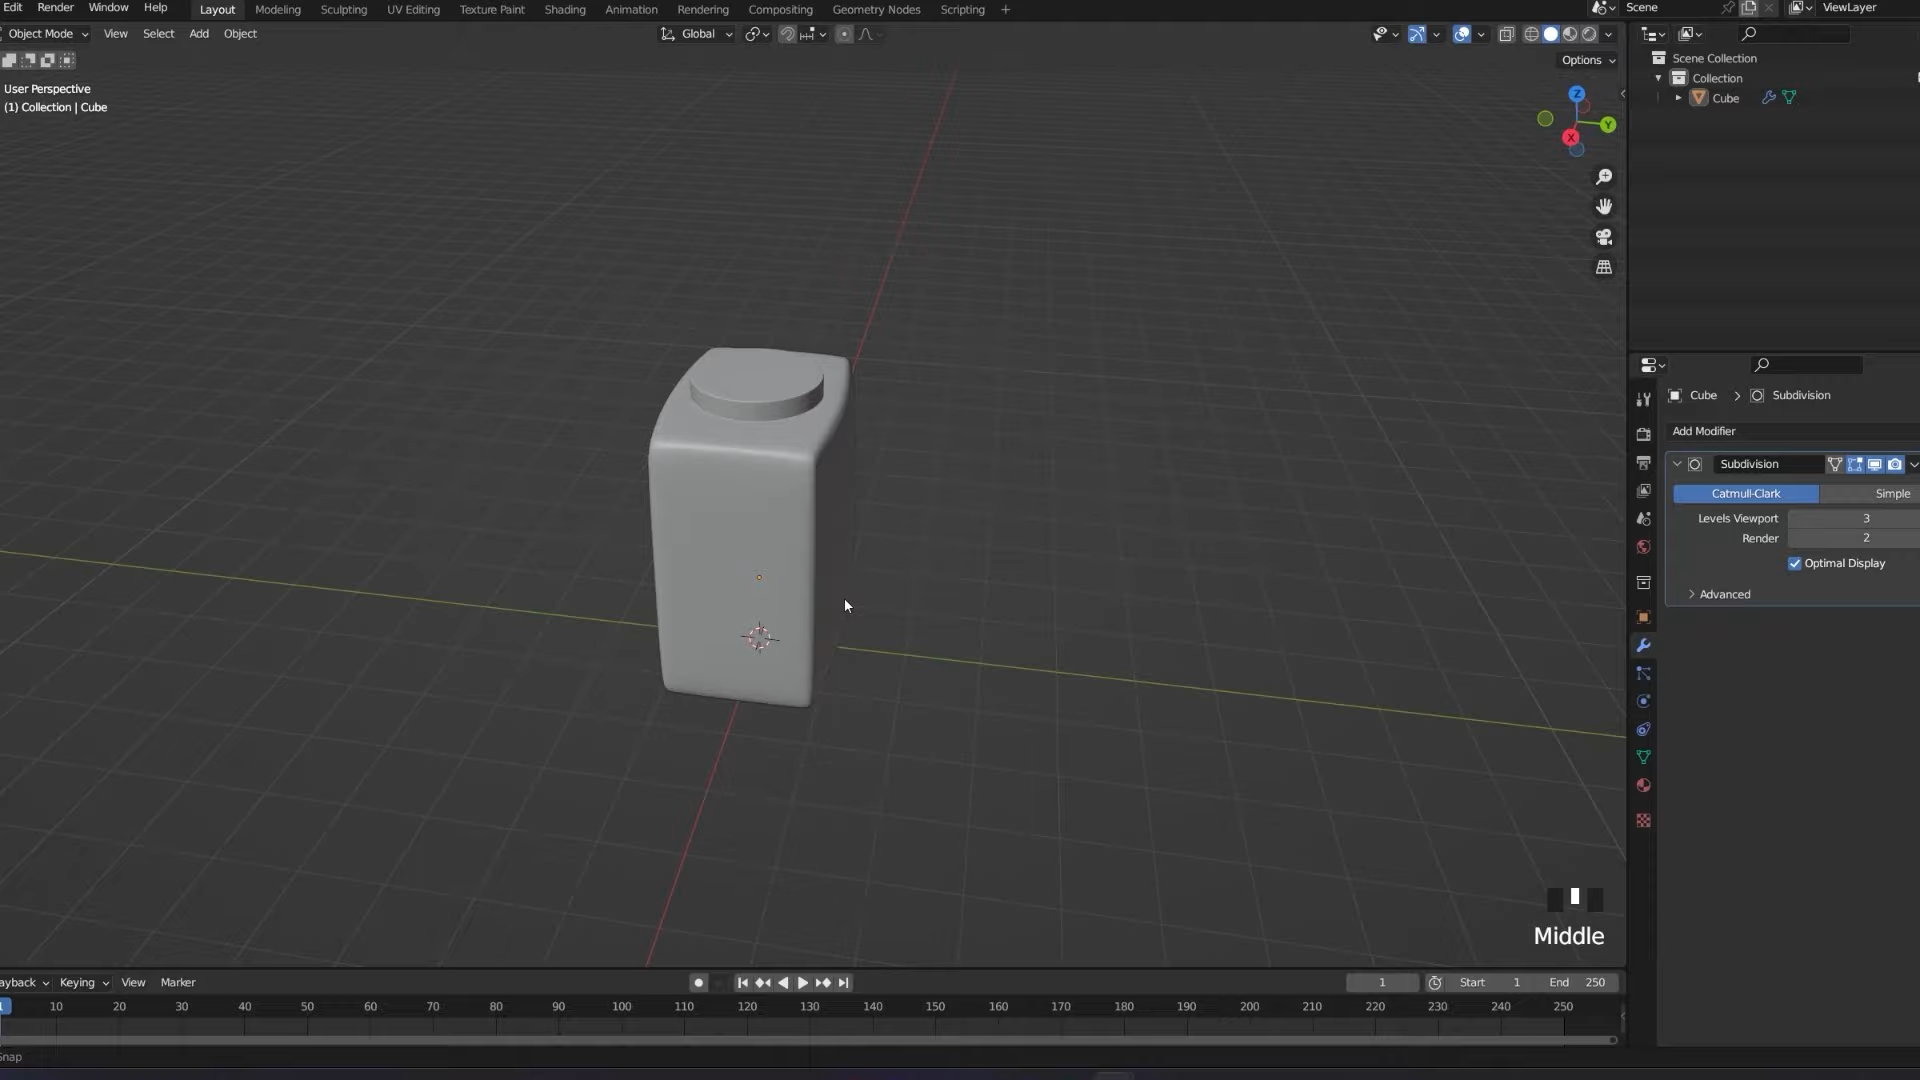 Edit Render Window Help Layout Modeling Sculpting UV Editing Texture Paint Shading Animation Rendering Compositing Geometry Nodes Scripting + Scene ViewLayer
Object Mode View Select Add Object Global
Options
User Perspective
(1) Collection | Cube
Scene Collection
Collection
Cube
Z
Y
X
Cube > Subdivision
Add Modifier
Subdivision
Catmull-Clark Simple
Levels Viewport 3
Render 2
Optimal Display
Advanced
Middle
ayback Keying View Marker 1 Start 1 End 250
1 10 20 30 40 50 60 70 80 90 100 110 120 130 140 150 160 170 180 190 200 210 220 230 240 250
Snap